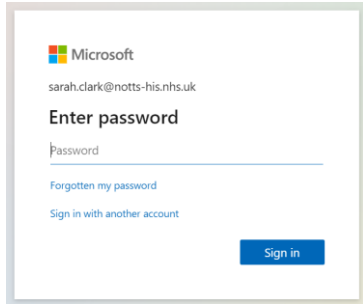 Microsoft
sarah.clark@notts-his.nhs.uk
Enter password
Password
Forgotten my password
Sign in with another account
Sign in